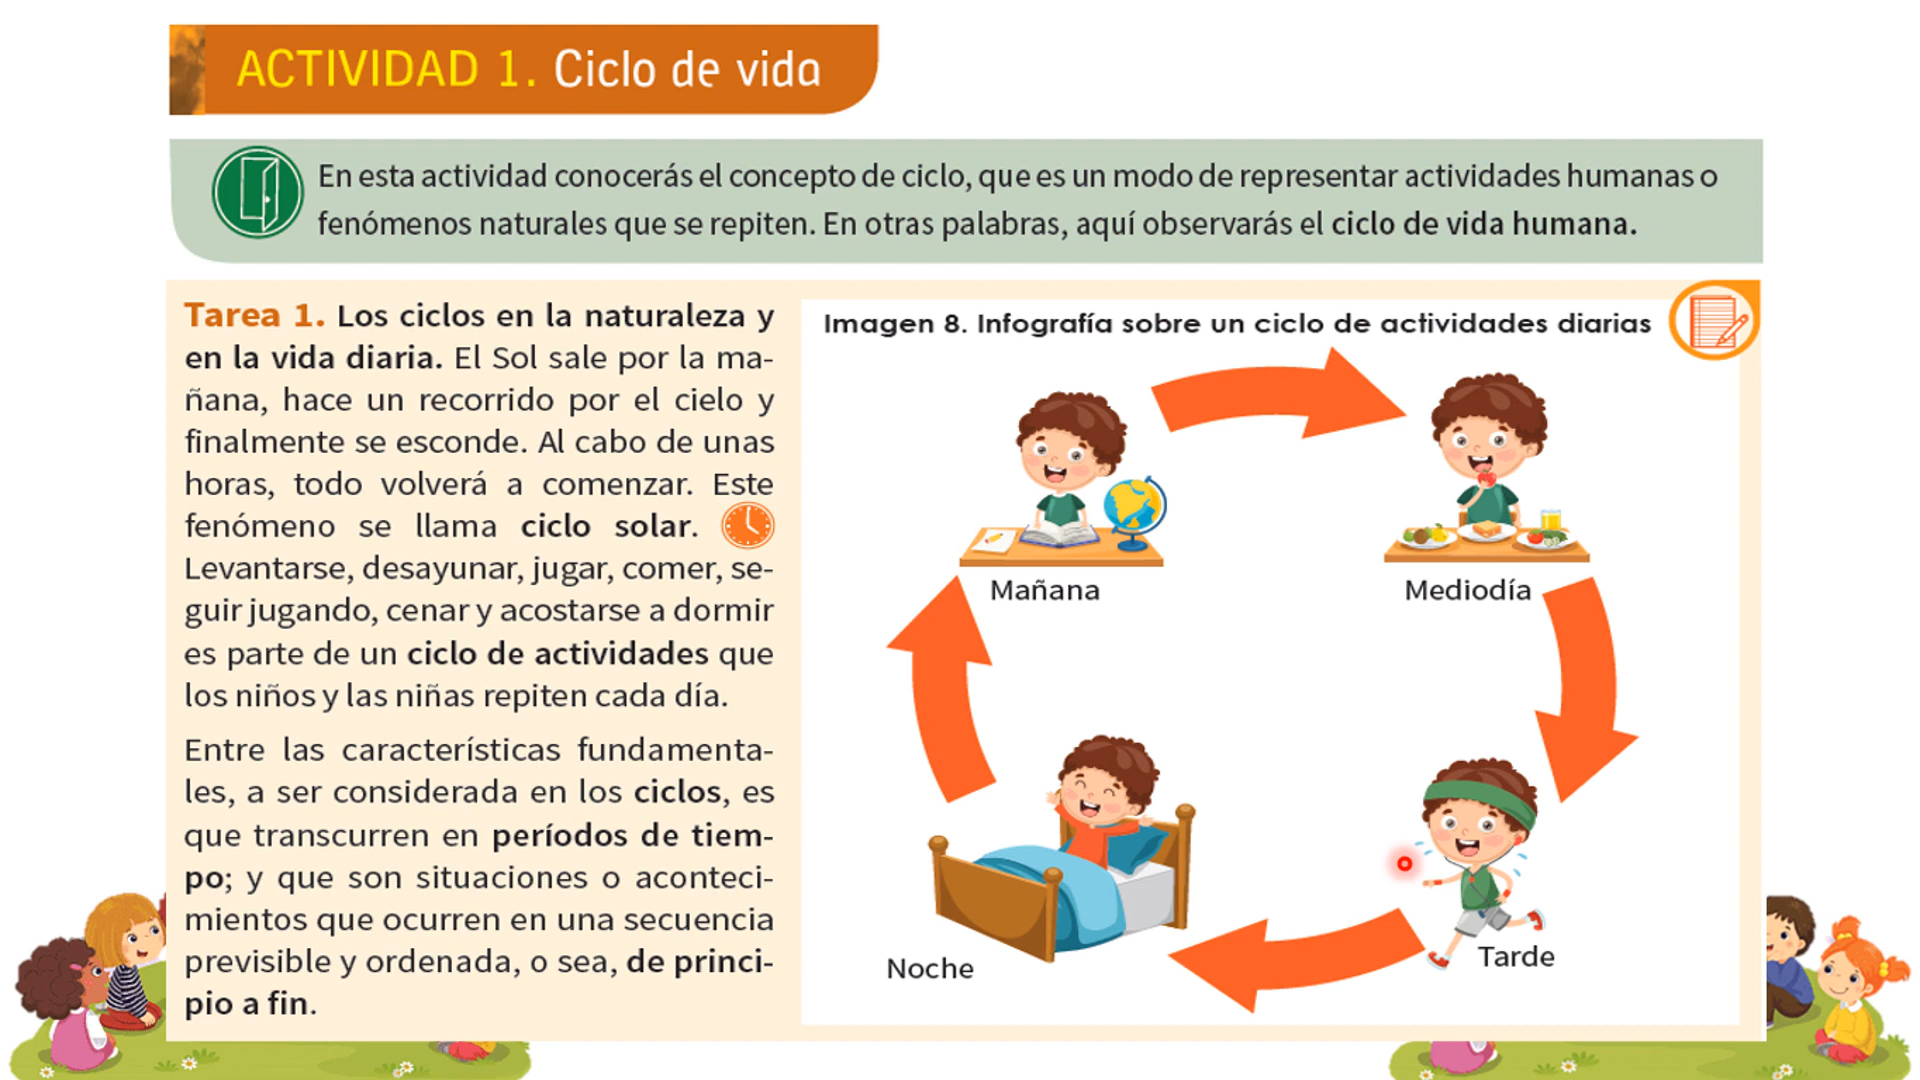 ACTIVIDAD 1. Ciclo de vida
En esta actividad conocerás el concepto de ciclo, que es un modo de representar actividades humanas o
fenómenos naturales que se repiten. En otras palabras, aquí observarás el ciclo de vida humana.
Tarea 1. Los ciclos en la naturaleza y
en la vida diaria. El Sol sale por la ma-
ñana, hace un recorrido por el cielo y
finalmente se esconde. Al cabo de unas
horas, todo volverá a comenzar. Este
fenómeno se llama ciclo solar.
Levantarse, desayunar, jugar, comer, se-
guir jugando, cenar y acostarse a dormir
es parte de un ciclo de actividades que
los niños y las niñas repiten cada día.
Entre las características fundamenta-
les, a ser considerada en los ciclos, es
que transcurren en períodos de tiem-
po; y que son situaciones o aconteci-
mientos que ocurren en una secuencia
previsible y ordenada, o sea, de princi-
pio a fin.
Imagen 8. Infografía sobre un ciclo de actividades diarias
Mañana
Mediodía
Noche
Tarde